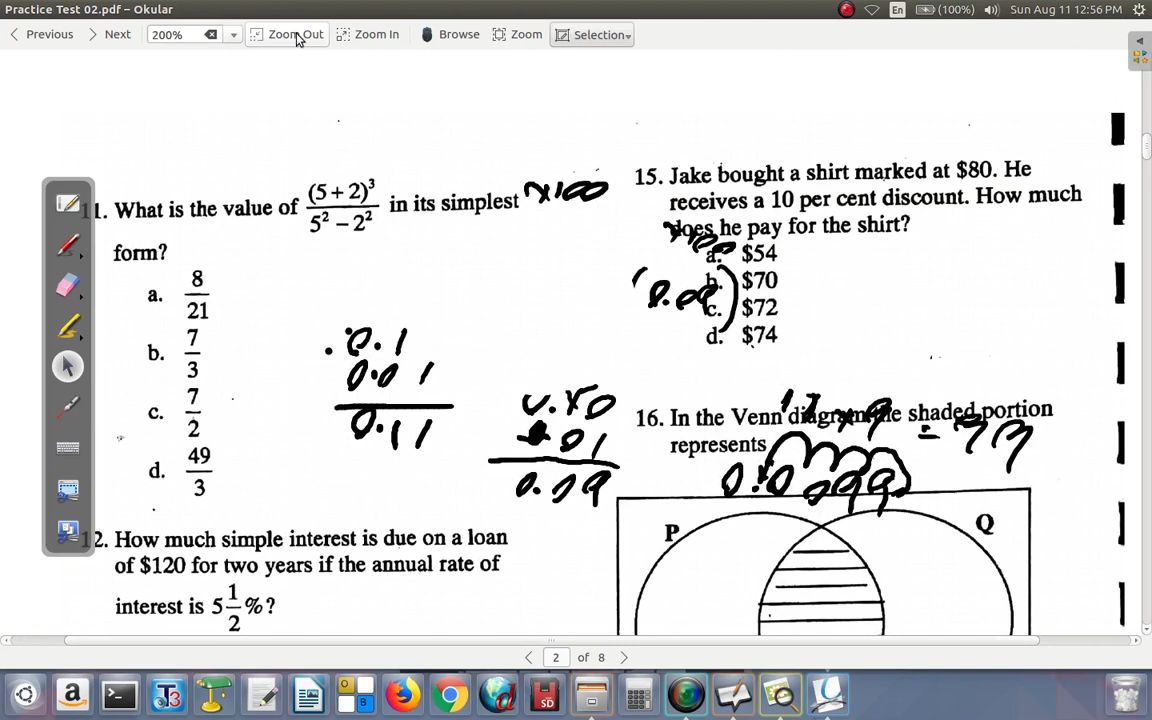 Practice Test 02.pdf – Okular
En (100%) Sun Aug 11 12:56 PM
Previous Next 200% Zoom Out Zoom In Browse Zoom Selection
11. What is the value of (5 + 2)³ / 5² – 2² in its simplest
form?
a. 8/21
b. 7/3
c. 7/2
d. 49/3
×100
0.1
0.01
0.11
01
12. How much simple interest is due on a loan
of $120 for two years if the annual rate of
interest is 5 1/2 %?
15. Jake bought a shirt marked at $80. He
receives a 10 per cent discount. How much
does he pay for the shirt?
a. $54
b. $70
c. $72
d. $74
16. In the Venn diagram the shaded portion
represents
P Q
2 of 8
SD